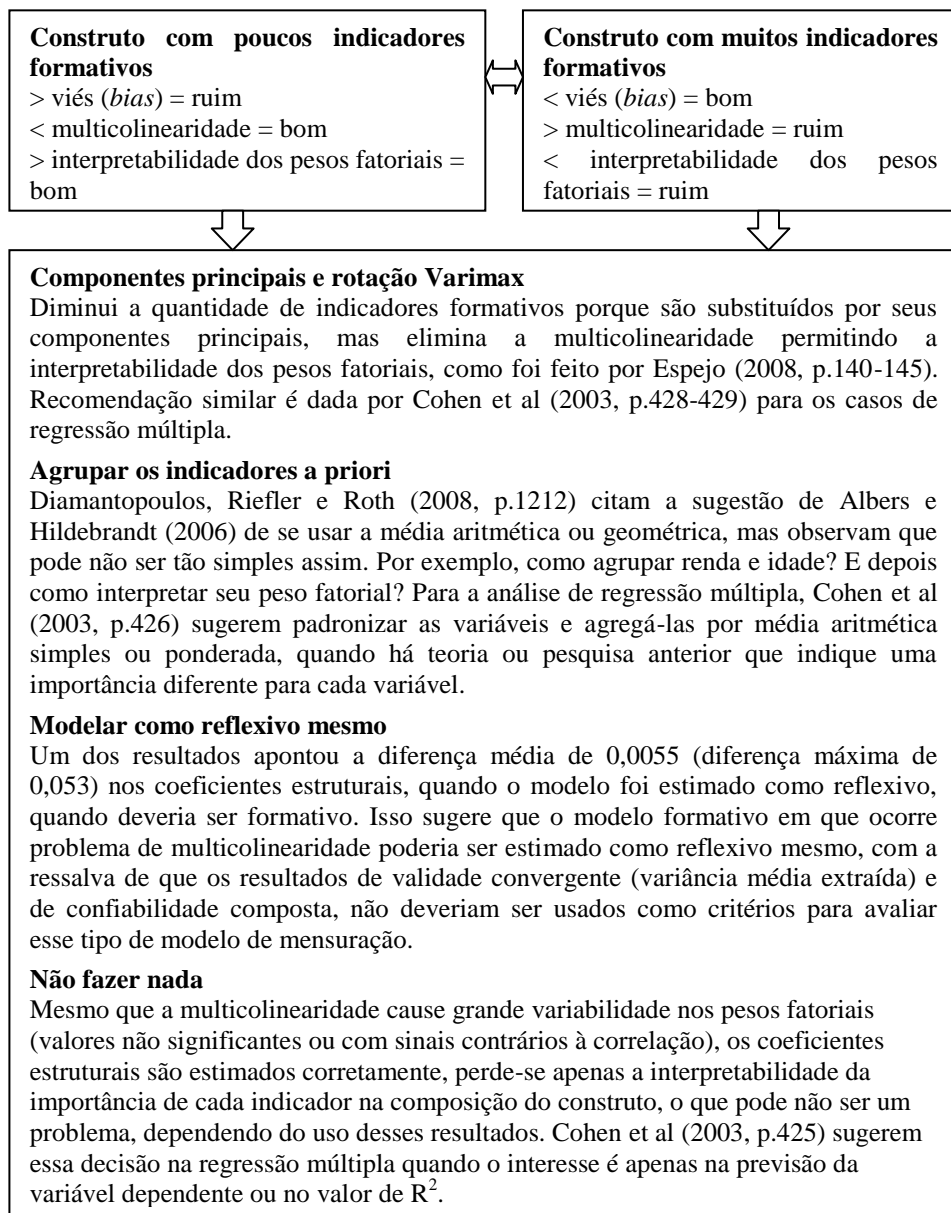 Construto com poucos indicadores
formativos
> viés (bias) = ruim
< multicolinearidade = bom
> interpretabilidade dos pesos fatoriais =
bom
Construto com muitos indicadores
formativos
< viés (bias) = bom
> multicolinearidade = ruim
< interpretabilidade dos pesos
fatoriais = ruim
Componentes principais e rotação Varimax
Diminui a quantidade de indicadores formativos porque são substituídos por seus
componentes principais, mas elimina a multicolinearidade permitindo a
interpretabilidade dos pesos fatoriais, como foi feito por Espejo (2008, p.140-145).
Recomendação similar é dada por Cohen et al (2003, p.428-429) para os casos de
regressão múltipla.
Agrupar os indicadores a priori
Diamantopoulos, Riefler e Roth (2008, p.1212) citam a sugestão de Albers e
Hildebrandt (2006) de se usar a média aritmética ou geométrica, mas observam que
pode não ser tão simples assim. Por exemplo, como agrupar renda e idade? E depois
como interpretar seu peso fatorial? Para a análise de regressão múltipla, Cohen et al
(2003, p.426) sugerem padronizar as variáveis e agregá-las por média aritmética
simples ou ponderada, quando há teoria ou pesquisa anterior que indique uma
importância diferente para cada variável.
Modelar como reflexivo mesmo
Um dos resultados apontou a diferença média de 0,0055 (diferença máxima de
0,053) nos coeficientes estruturais, quando o modelo foi estimado como reflexivo,
quando deveria ser formativo. Isso sugere que o modelo formativo em que ocorre
problema de multicolinearidade poderia ser estimado como reflexivo mesmo, com a
ressalva de que os resultados de validade convergente (variância média extraída) e
de confiabilidade composta, não deveriam ser usados como critérios para avaliar
esse tipo de modelo de mensuração.
Não fazer nada
Mesmo que a multicolinearidade cause grande variabilidade nos pesos fatoriais
(valores não significantes ou com sinais contrários à correlação), os coeficientes
estruturais são estimados corretamente, perde-se apenas a interpretabilidade da
importância de cada indicador na composição do construto, o que pode não ser um
problema, dependendo do uso desses resultados. Cohen et al (2003, p.425) sugerem
essa decisão na regressão múltipla quando o interesse é apenas na previsão da
variável dependente ou no valor de R².